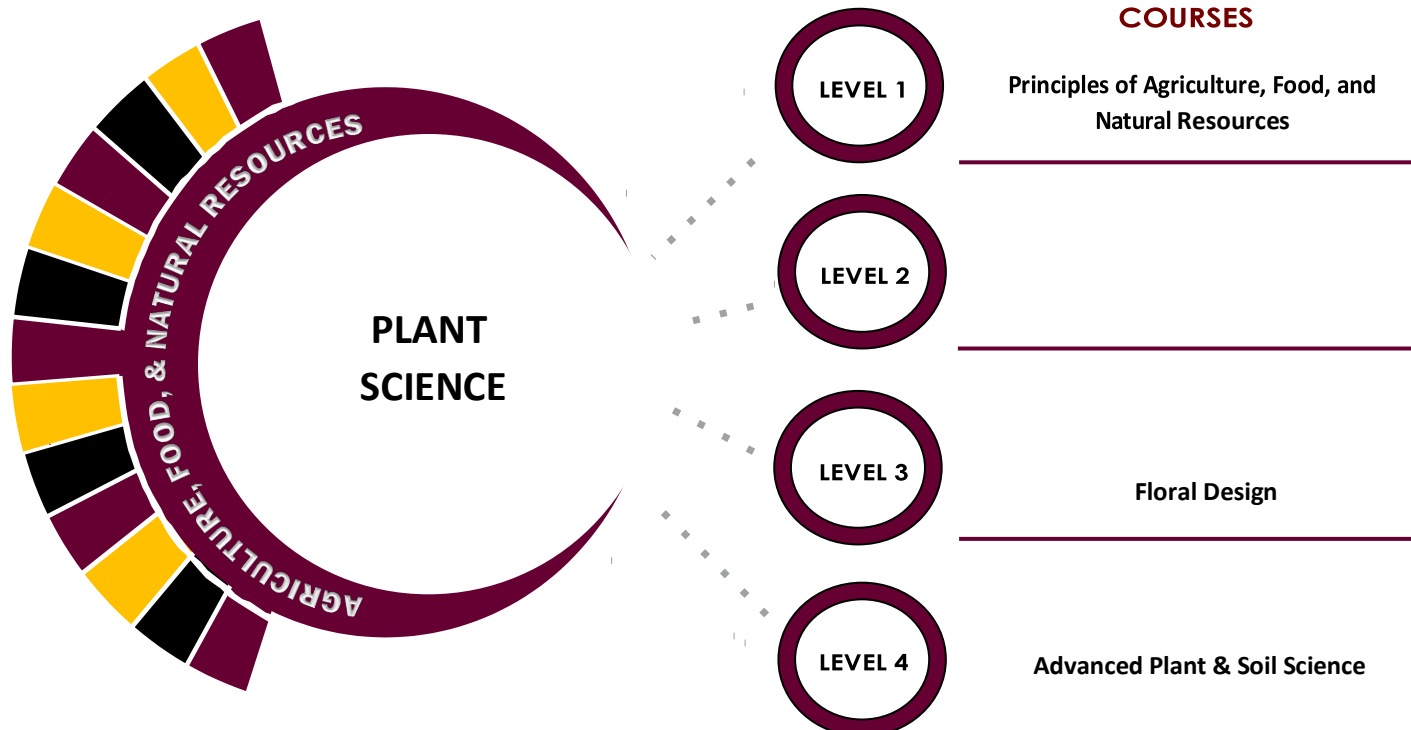 AGRICULTURE, FOOD, & NATURAL RESOURCES
PLANT
SCIENCE
COURSES
LEVEL 1
Principles of Agriculture, Food, and
Natural Resources
LEVEL 2
LEVEL 3
Floral Design
LEVEL 4
Advanced Plant & Soil Science